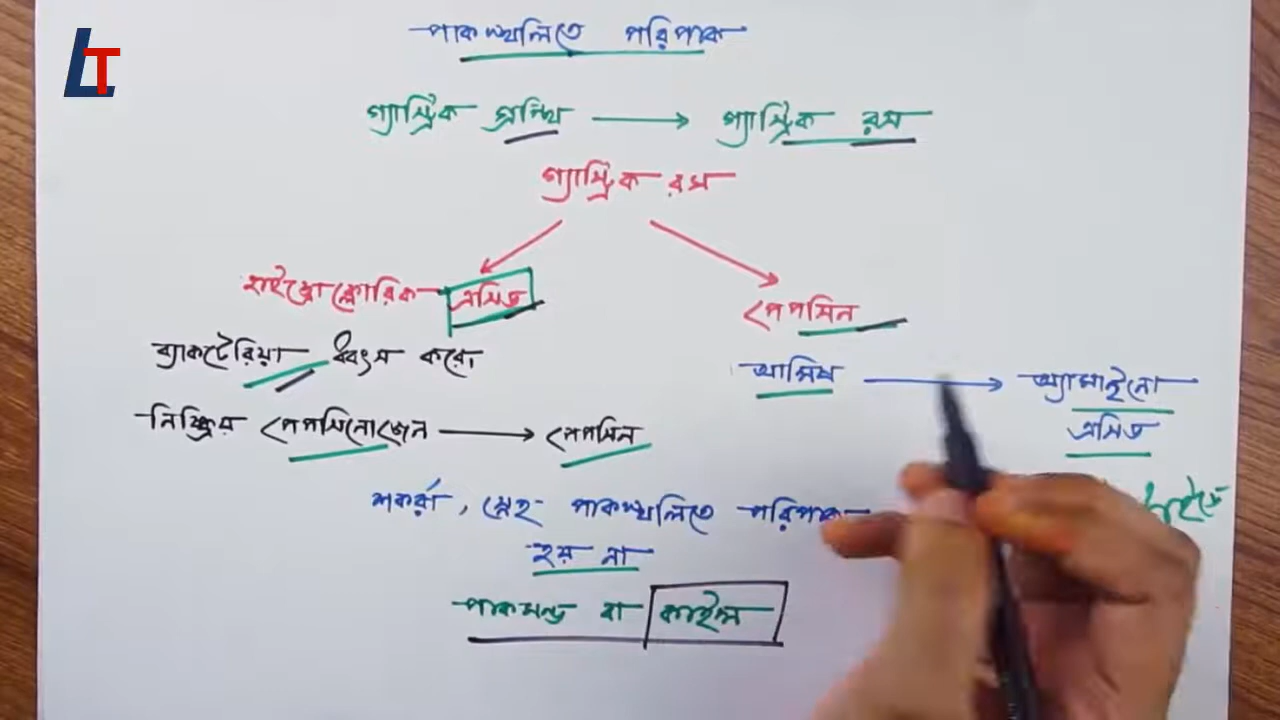 LT
পাকস্থলিতে পরিপাক
গ্যাস্ট্রিক গ্রন্থি → গ্যাস্ট্রিক রস
গ্যাস্ট্রিক রস
হাইড্রোক্লোরিক এসিড
পেপসিন
ব্যাকটেরিয়া ধ্বংস করে।
আমিষ → অ্যামাইনো
এসিড
নিষ্ক্রিয় পেপসিনোজেন → পেপসিন
শর্করা, স্নেহ পাকস্থলিতে পরিপাক
হয় না
পাকমন্ড বা কাইম